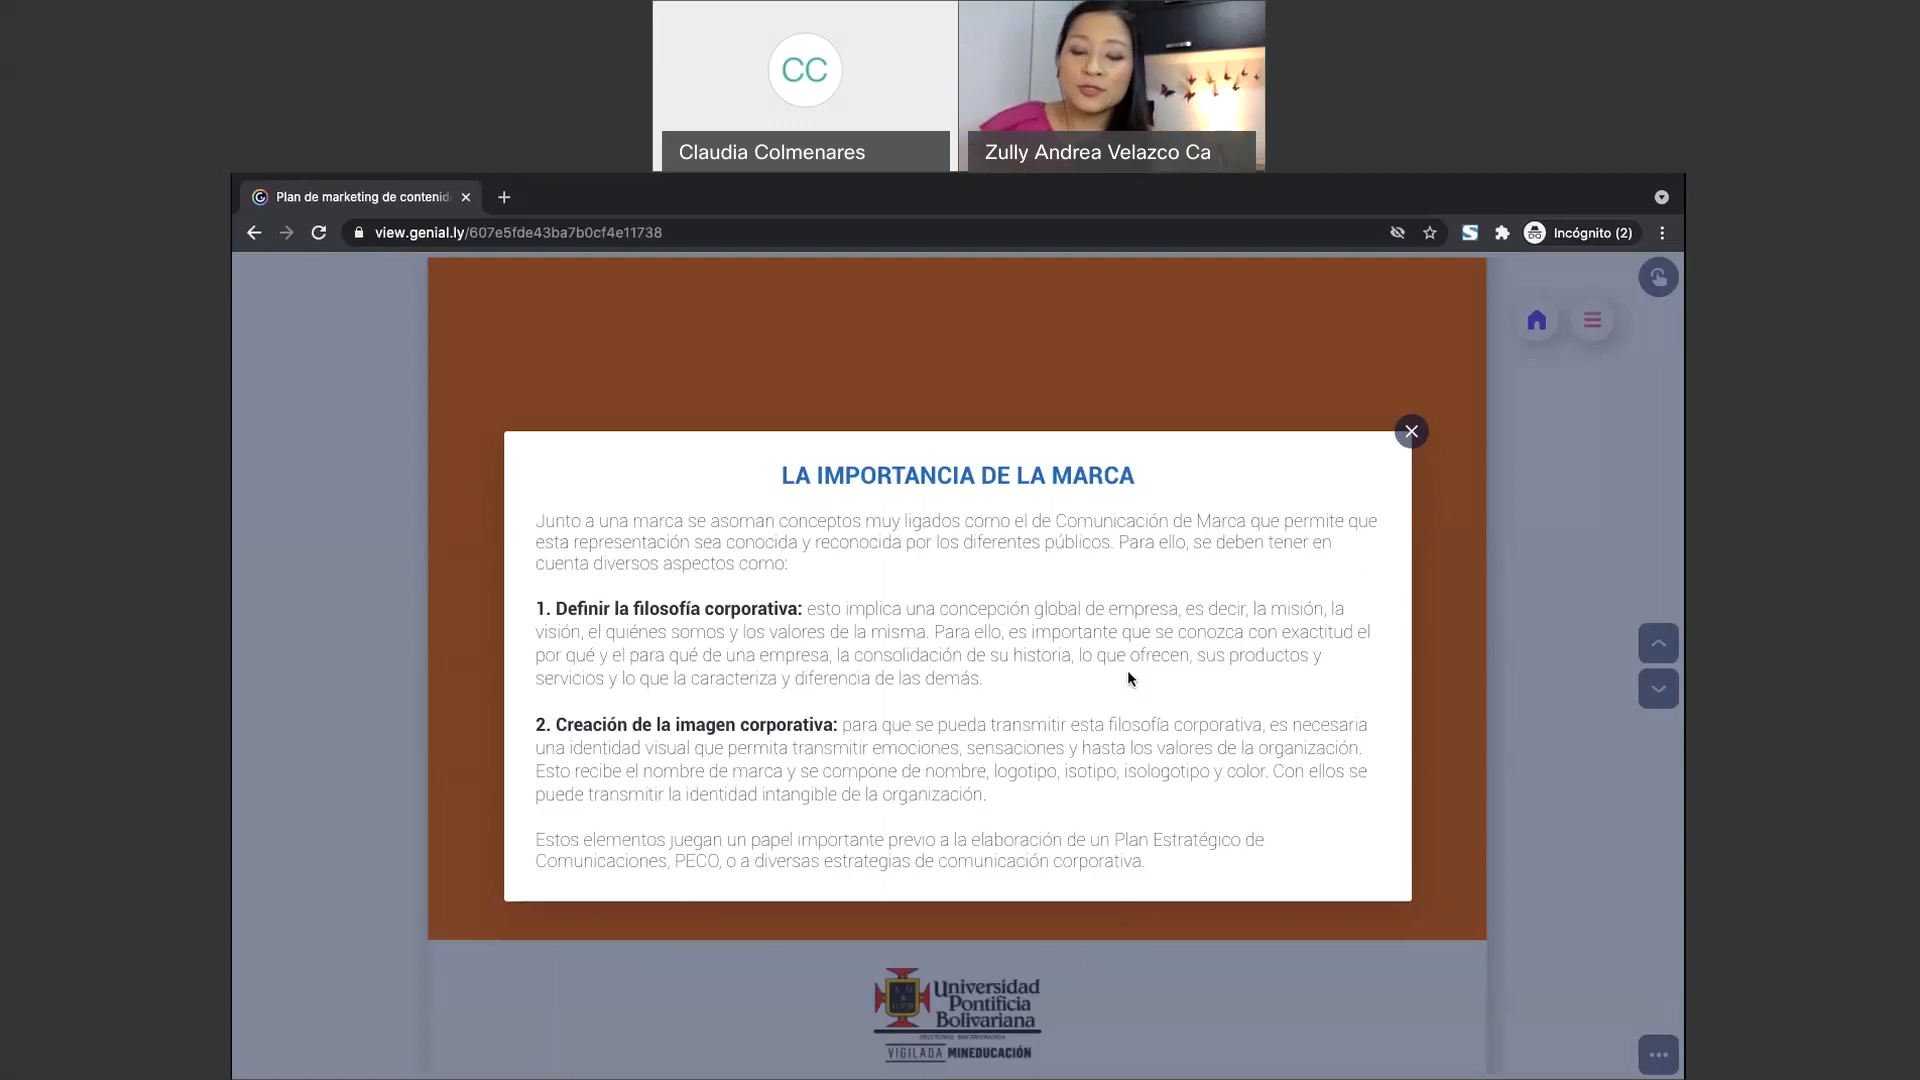 CC
Claudia Colmenares
Zully Andrea Velazco Ca
Plan de marketing de contenid
view.genial.ly/607e5fde43ba7b0cf4e11738
Incógnito (2)
LA IMPORTANCIA DE LA MARCA
Junto a una marca se asoman conceptos muy ligados como el de Comunicación de Marca que permite que
esta representación sea conocida y reconocida por los diferentes públicos. Para ello, se deben tener en
cuenta diversos aspectos como:
1. Definir la filosofía corporativa: esto implica una concepción global de empresa, es decir, la misión, la
visión, el quiénes somos y los valores de la misma. Para ello, es importante que se conozca con exactitud el
por qué y el para qué de una empresa, la consolidación de su historia, lo que ofrecen, sus productos y
servicios y lo que la caracteriza y diferencia de las demás.
2. Creación de la imagen corporativa: para que se pueda transmitir esta filosofía corporativa, es necesaria
una identidad visual que permita transmitir emociones, sensaciones y hasta los valores de la organización.
Esto recibe el nombre de marca y se compone de nombre, logotipo, isotipo, isologotipo y color. Con ellos se
puede transmitir la identidad intangible de la organización.
Estos elementos juegan un papel importante previo a la elaboración de un Plan Estratégico de
Comunicaciones, PECO, o a diversas estrategias de comunicación corporativa.
Universidad
Pontificia
Bolivariana
VIGILADA MINEDUCACIÓN